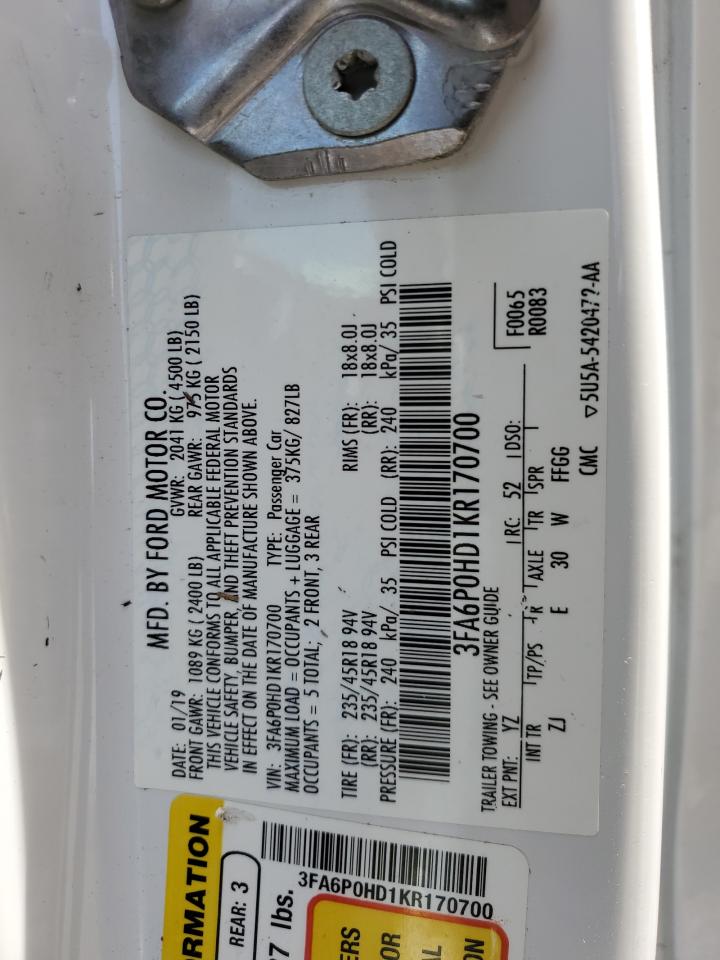 MFD. BY FORD MOTOR CO.
DATE: 01/19 GVWR: 2041 KG ( 4500 LB)
FRONT GAWR: 1089 KG ( 2400 LB) REAR GAWR: 975 KG ( 2150 LB)
THIS VEHICLE CONFORMS TO ALL APPLICABLE FEDERAL MOTOR
VEHICLE SAFETY, BUMPER, AND THEFT PREVENTION STANDARDS
IN EFFECT ON THE DATE OF MANUFACTURE SHOWN ABOVE.
VIN: 3FA6P0HD1KR170700 TYPE: Passenger Car
MAXIMUM LOAD = OCCUPANTS + LUGGAGE = 375KG/ 827LB
OCCUPANTS = 5 TOTAL; 2 FRONT, 3 REAR
TIRE (FR): 235/45R18 94V RIMS (FR): 18x8.0J
(RR): 235/45R18 94V (RR): 18x8.0J
PRESSURE (FR): 240 kPa/ 35 PSI COLD (RR): 240 kPa/ 35 PSI COLD
3FA6P0HD1KR170700
TRAILER TOWING - SEE OWNER GUIDE
F0065
R0083
EXT PNT: YZ RC: 52 DSO:
INT TR TP/PS R AXLE TR SPR
ZJ E 30 W FFGG
CMC 5U5A-5420472-AA
RMATION
REAR: 3
7 lbs.
3FA6P0HD1KR170700
ERS
OR
AL
ON